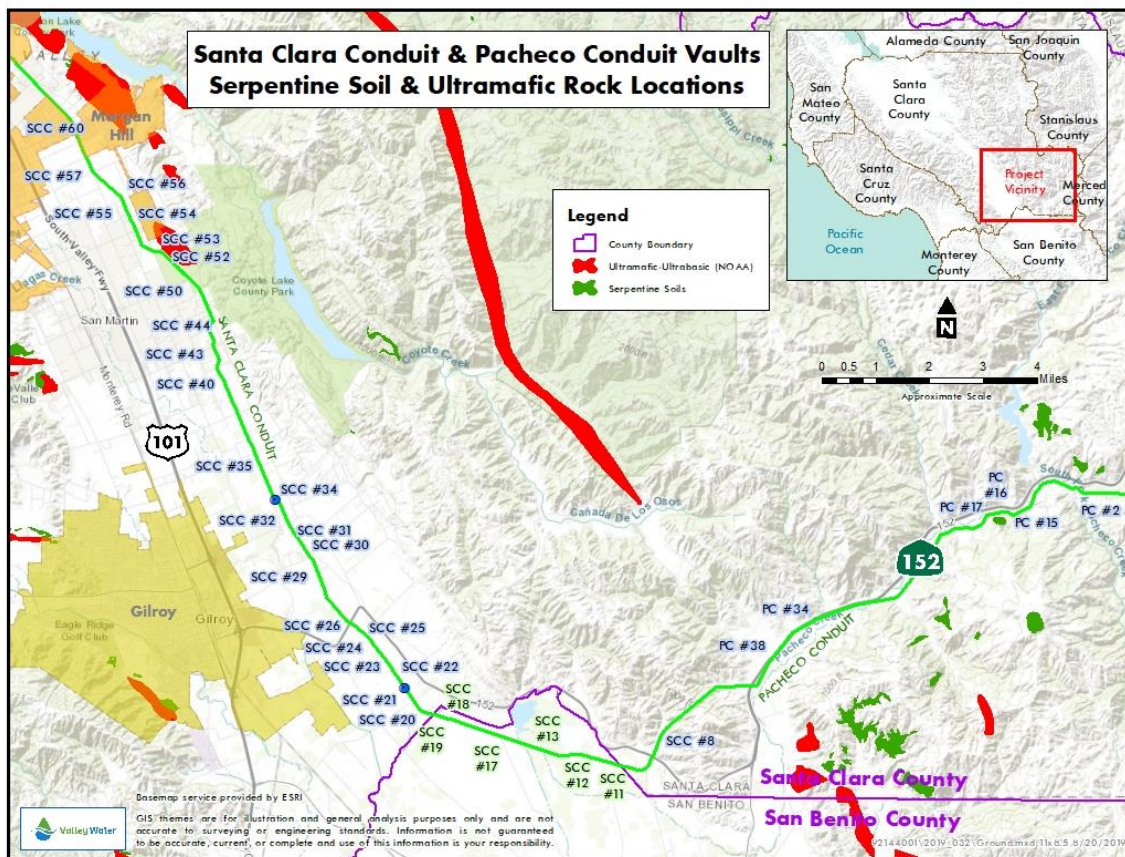 Santa Clara Conduit & Pacheco Conduit Vaults
Serpentine Soil & Ultramafic Rock Locations
Alameda County
San Joaquin
County
San
Mateo
County
Santa
Clara
County
Stanislaus
County
Santa
Cruz
County
Project
Vicinity
Merced
County
Pacific
Ocean
Monterey
County
San Benito
County
N
0 0.5 1 2 3 4
Miles
Approximate Scale
Legend
County Boundary
Ultramafic-Ultrabasic (NOAA)
Serpentine Soils
VALLEY
Morgan
Hill
SCC #60
SCC #57
SCC #56
SCC #55
SCC #54
SCC #53
SCC #52
South Valley Fwy
Coyote Lake
County Park
SCC #50
San Martin
SCC #44
SCC #43
SCC #40
SANTA CLARA CONDUIT
Coyote Creek
Monterey Rd
Club
101
SCC #35
SCC #34
SCC #32
SCC #31
SCC #30
SCC #29
Cañada De Los Osos
Cedar Creek
PC
#16
PC #17
PC #15
PC #2
152
152
Gilroy
Gilroy
Eagle Ridge
Golf Club
SCC #26
SCC #25
SCC #24
SCC #23
SCC #22
SCC #21
SCC #20
SCC
#18
SCC
#19
152
SCC
#17
SCC
#13
SCC
#12
SCC
#11
SCC #8
PC #38
PC #34
Pacheco Creek
PACHECO CONDUIT
SANTA CLARA
SAN BENITO
Santa Clara County
San Benito County
Valley Water
Basemap service provided by ESRI
GIS themes are for illustration and general analysis purposes only and are not
accurate to surveying or engineering standards. Information is not guaranteed
to be accurate, current, or complete and use of this information is your responsibility.